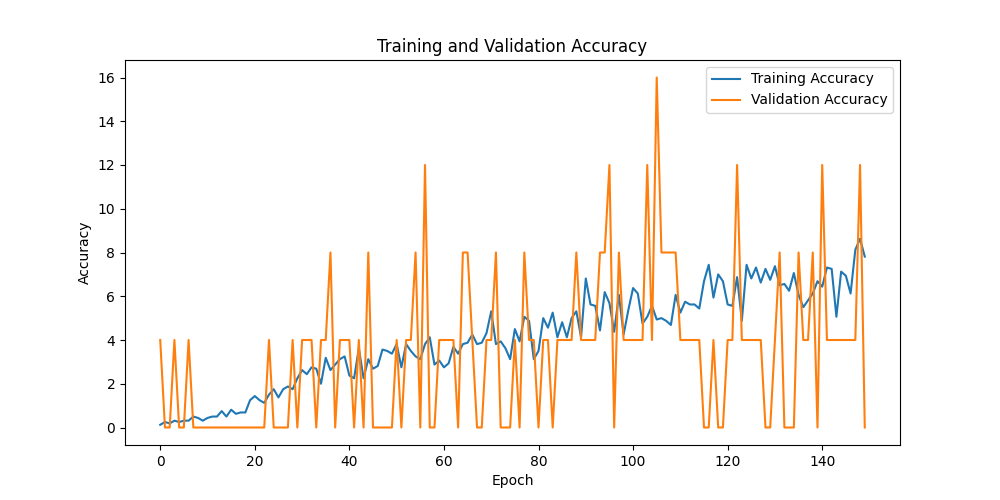 Training and Validation Accuracy
Training Accuracy
Validation Accuracy
Accuracy
16
14
12
10
8
6
4
2
0
0 20 40 60 80 100 120 140
Epoch